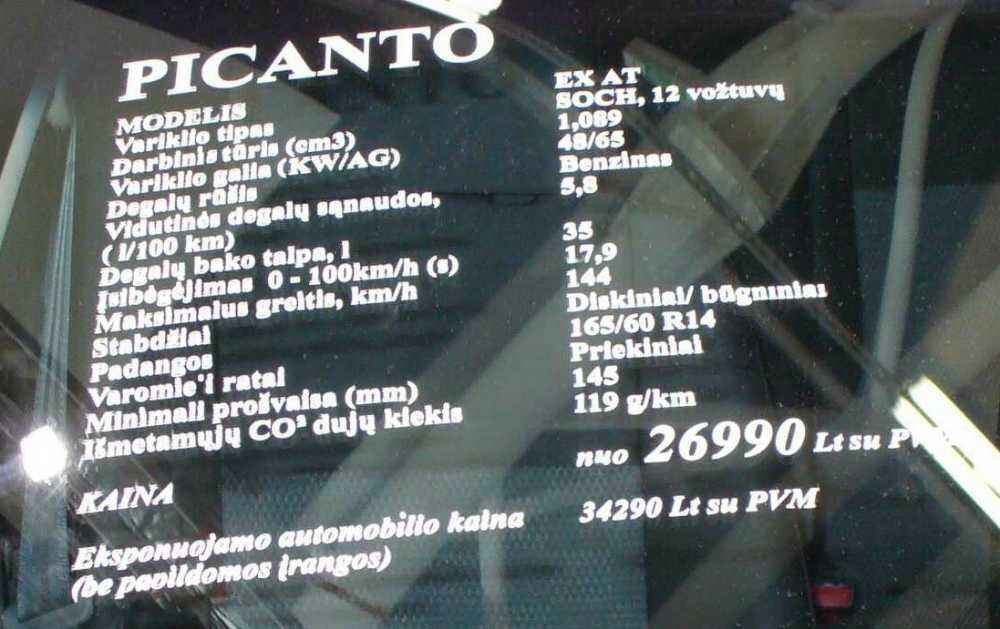 PICANTO
MODELIS EX AT
Variklio tipas SOCH, 12 vožtuvų
Darbinis tūris (cm3) 1,089
Variklio galia (KW/AG) 48/65
Degalų rūšis Benzinas
Vidutinės degalų sąnaudos, 5,8
( l/100 km)
Degalų bako talpa, l 35
Įsibėgėjimas 0 - 100km/h (s) 17,9
Maksimalus greitis, km/h 144
Stabdžiai Diskiniai/ būgniniai
Padangos 165/60 R14
Varomie'i ratai Priekiniai
Minimali prošvaisa (mm) 145
Išmetamųjų CO² dujų kiekis 119 g/km
KAINA nuo 26990 Lt su PVM
Eksponuojamo automobilio kaina 34290 Lt su PVM
(be papildomos įrangos)